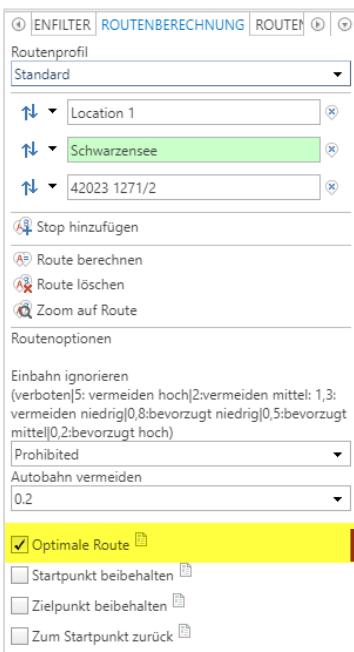 ENFILTER ROUTENBERECHNUNG ROUTEN
Routenprofil
Standard
Location 1
Schwarzensee
42023 1271/2
Stop hinzufügen
Route berechnen
Route löschen
Zoom auf Route
Routenoptionen
Einbahn ignorieren
(verboten|5: vermeiden hoch|2:vermeiden mittel: 1,3:
vermeiden niedrig|0,8:bevorzugt niedrig|0,5:bevorzugt
mittel|0,2:bevorzugt hoch)
Prohibited
Autobahn vermeiden
0.2
Optimale Route
Startpunkt beibehalten
Zielpunkt beibehalten
Zum Startpunkt zurück